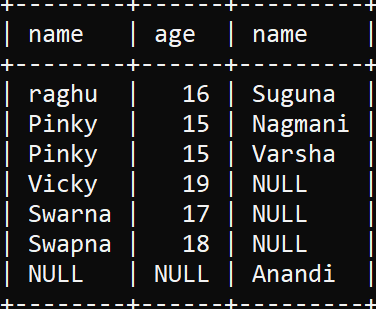 +--------+------+---------+
| name | age | name |
+--------+------+---------+
| raghu | 16 | Suguna |
| Pinky | 15 | Nagmani |
| Pinky | 15 | Varsha |
| Vicky | 19 | NULL |
| Swarna | 17 | NULL |
| Swapna | 18 | NULL |
| NULL | NULL | Anandi |
+--------+------+---------+